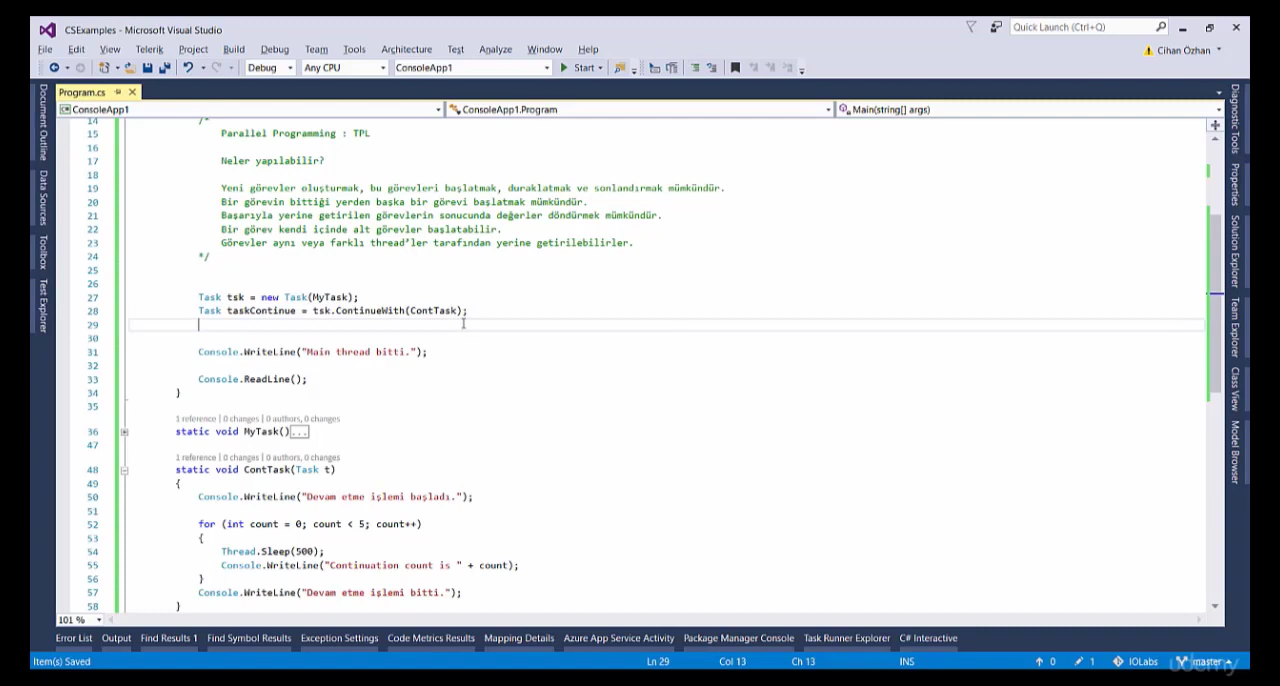 CSExamples - Microsoft Visual Studio
Quick Launch (Ctrl+Q)
File Edit View Telerik Project Build Debug Team Tools Architecture Test Analyze Window Help
Cihan Özhan
Debug Any CPU ConsoleApp1 Start
Program.cs
ConsoleApp1 ConsoleApp1.Program Main(string[] args)
Document Outline
Data Sources
Toolbox
Test Explorer
14 /*
15 Parallel Programming : TPL
16
17 Neler yapılabilir?
18
19 Yeni görevler oluşturmak, bu görevleri başlatmak, duraklatmak ve sonlandırmak mümkündür.
20 Bir görevin bittiği yerden başka bir görevi başlatmak mümkündür.
21 Başarıyla yerine getirilen görevlerin sonucunda değerler döndürmek mümkündür.
22 Bir görev kendi içinde alt görevler başlatabilir.
23 Görevler aynı veya farklı thread'ler tarafından yerine getirilebilirler.
24 */
25
26
27 Task tsk = new Task(MyTask);
28 Task taskContinue = tsk.ContinueWith(ContTask);
29
30
31 Console.WriteLine("Main thread bitti.");
32
33 Console.ReadLine();
34 }
35
1 reference | 0 changes | 0 authors, 0 changes
36 static void MyTask()...
47
1 reference | 0 changes | 0 authors, 0 changes
48 static void ContTask(Task t)
49 {
50 Console.WriteLine("Devam etme işlemi başladı.");
51
52 for (int count = 0; count < 5; count++)
53 {
54 Thread.Sleep(500);
55 Console.WriteLine("Continuation count is " + count);
56 }
57 Console.WriteLine("Devam etme işlemi bitti.");
58 }
Diagnostic Tools
Properties
Solution Explorer
Team Explorer
Class View
Model Browser
101 %
Error List Output Find Results 1 Find Symbol Results Exception Settings Code Metrics Results Mapping Details Azure App Service Activity Package Manager Console Task Runner Explorer C# Interactive
Item(s) Saved Ln 29 Col 13 Ch 13 INS 0 1 IOLabs master
udemy